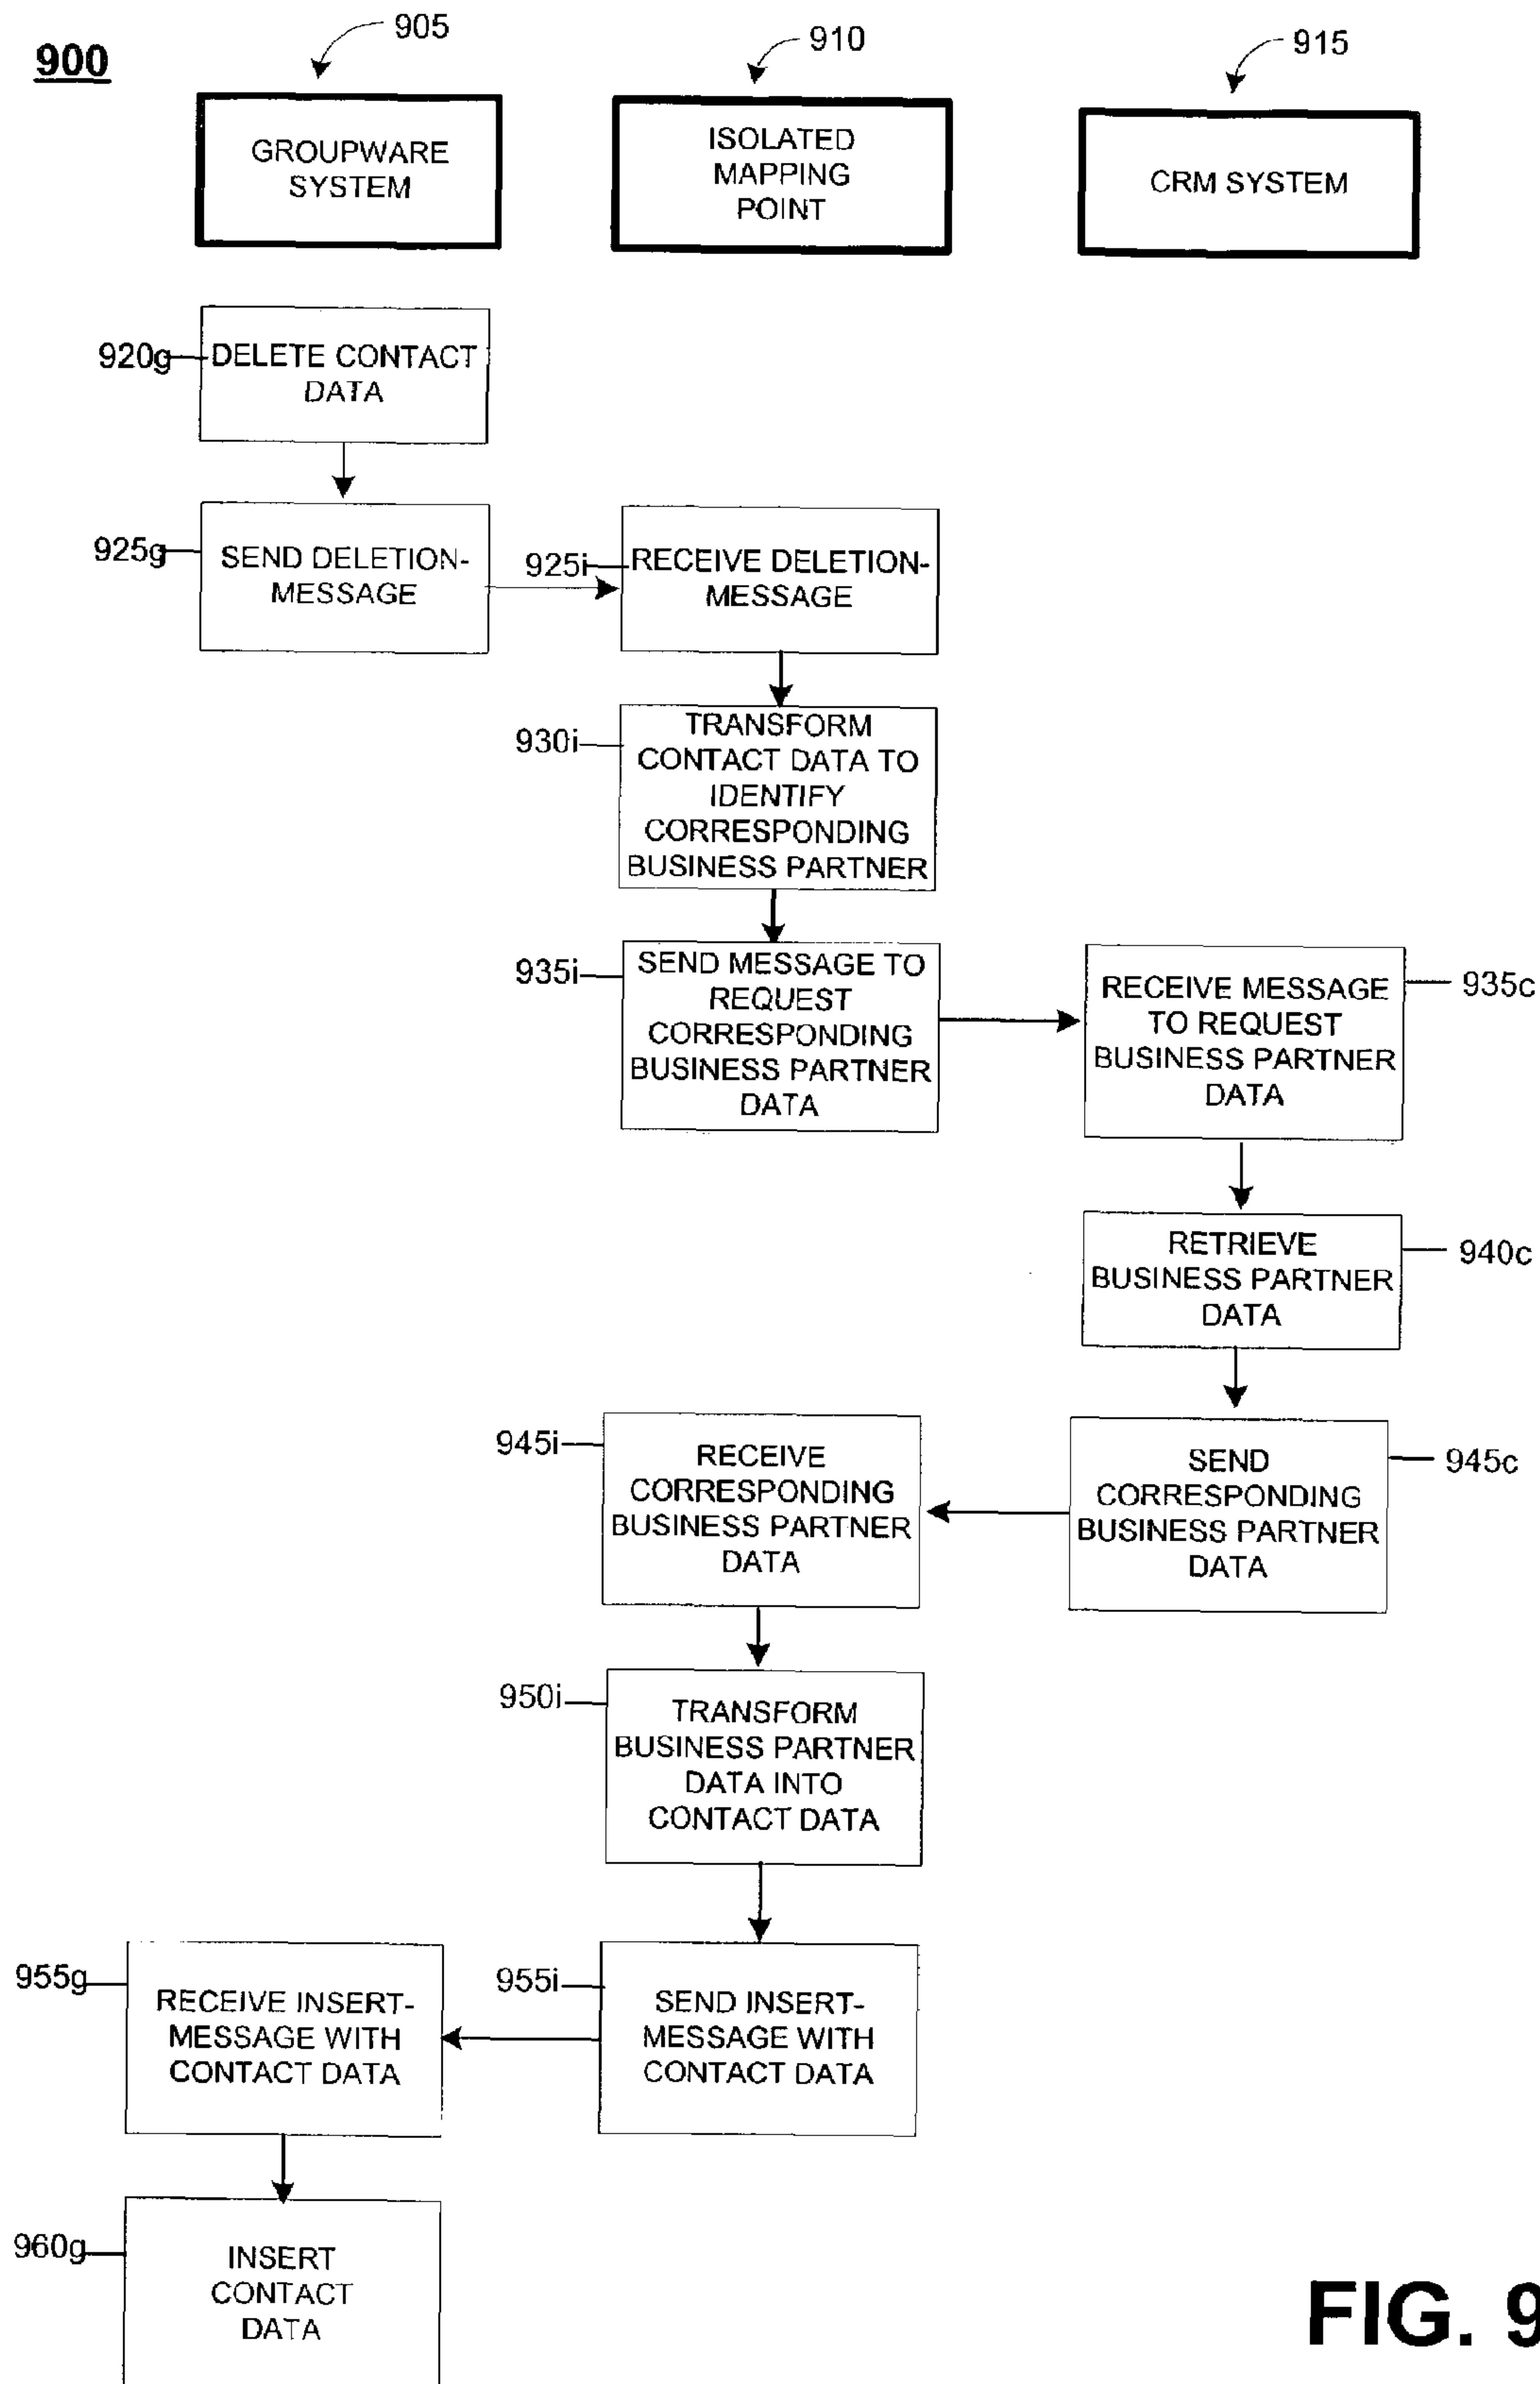 900
905
910
915
GROUPWARE
SYSTEM
ISOLATED
MAPPING
POINT
CRM SYSTEM
920g
DELETE CONTACT
DATA
925g
SEND DELETION-
MESSAGE
925i
RECEIVE DELETION-
MESSAGE
930i
TRANSFORM
CONTACT DATA TO
IDENTIFY
CORRESPONDING
BUSINESS PARTNER
935i
SEND MESSAGE TO
REQUEST
CORRESPONDING
BUSINESS PARTNER
DATA
RECEIVE MESSAGE
TO REQUEST
BUSINESS PARTNER
DATA
935c
RETRIEVE
BUSINESS PARTNER
DATA
940c
945i
RECEIVE
CORRESPONDING
BUSINESS PARTNER
DATA
SEND
CORRESPONDING
BUSINESS PARTNER
DATA
945c
950i
TRANSFORM
BUSINESS PARTNER
DATA INTO
CONTACT DATA
955g
RECEIVE INSERT-
MESSAGE WITH
CONTACT DATA
955i
SEND INSERT-
MESSAGE WITH
CONTACT DATA
960g
INSERT
CONTACT
DATA
FIG. 9